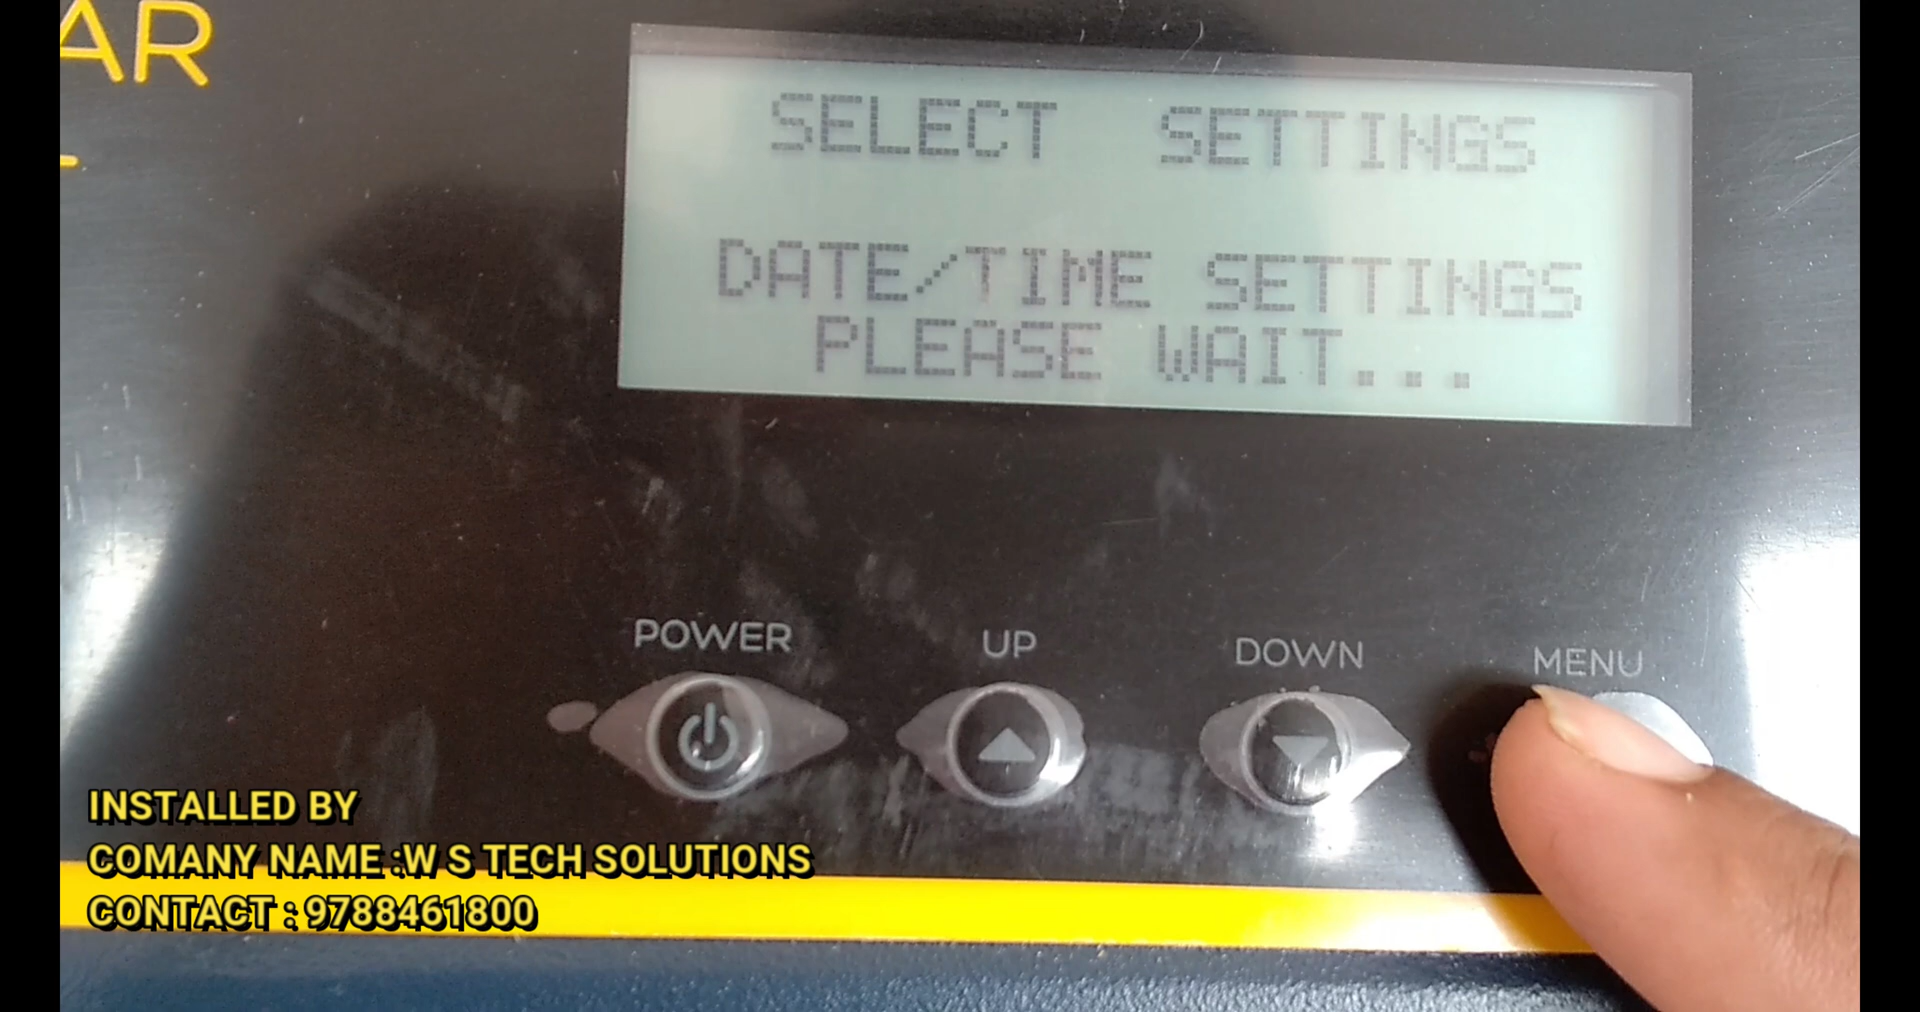 AR
SELECT SETTINGS
DATE/TIME SETTINGS
PLEASE WAIT...
POWER
UP
DOWN
MENU
INSTALLED BY
COMANY NAME :W S TECH SOLUTIONS
CONTACT : 9788461800